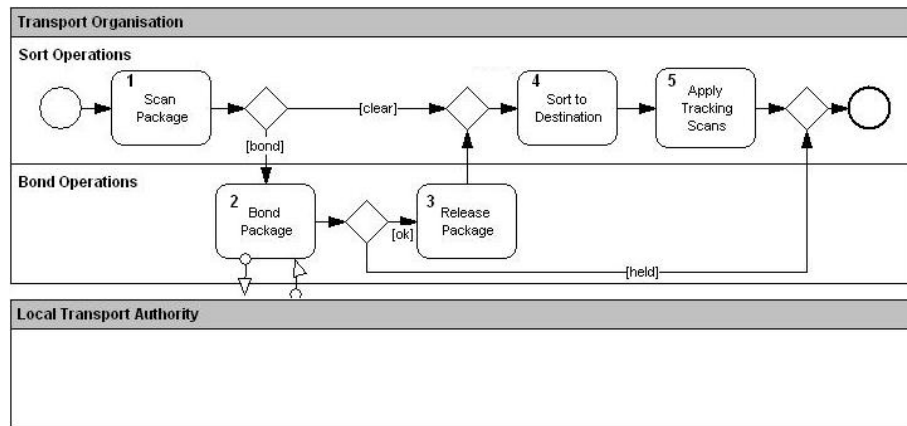 Transport Organisation
Sort Operations
1
Scan
Package
[clear]
[bond]
4
Sort to
Destination
5
Apply
Tracking
Scans
Bond Operations
2
Bond
Package
[ok]
3
Release
Package
[held]
Local Transport Authority